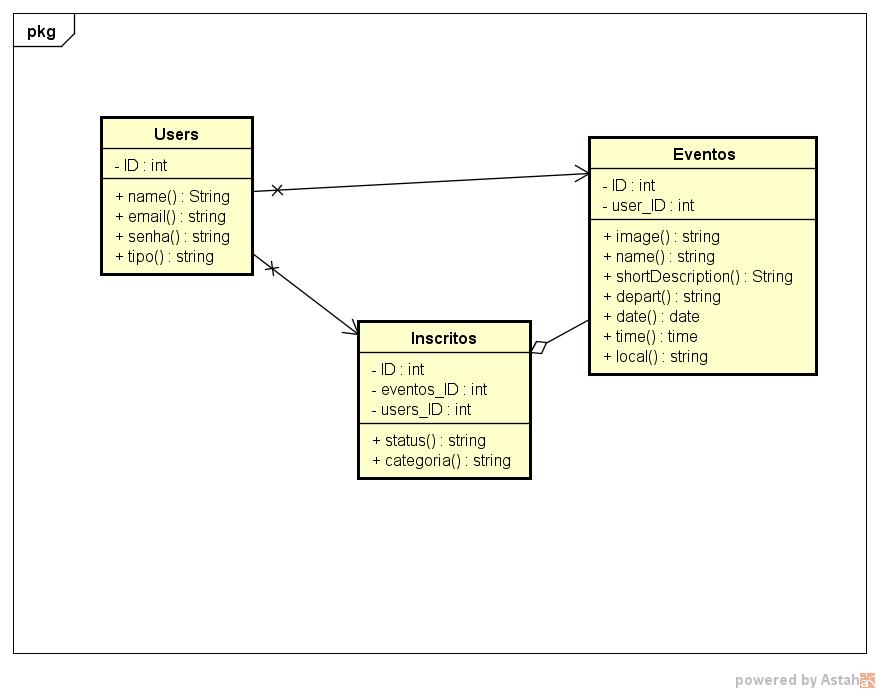 pkg
Users
- ID : int
+ name() : String
+ email() : string
+ senha() : string
+ tipo() : string
Eventos
- ID : int
- user_ID : int
+ image() : string
+ name() : string
+ shortDescription() : String
+ depart() : string
+ date() : date
+ time() : time
+ local() : string
Inscritos
- ID : int
- eventos_ID : int
- users_ID : int
+ status() : string
+ categoria() : string
powered by Astah